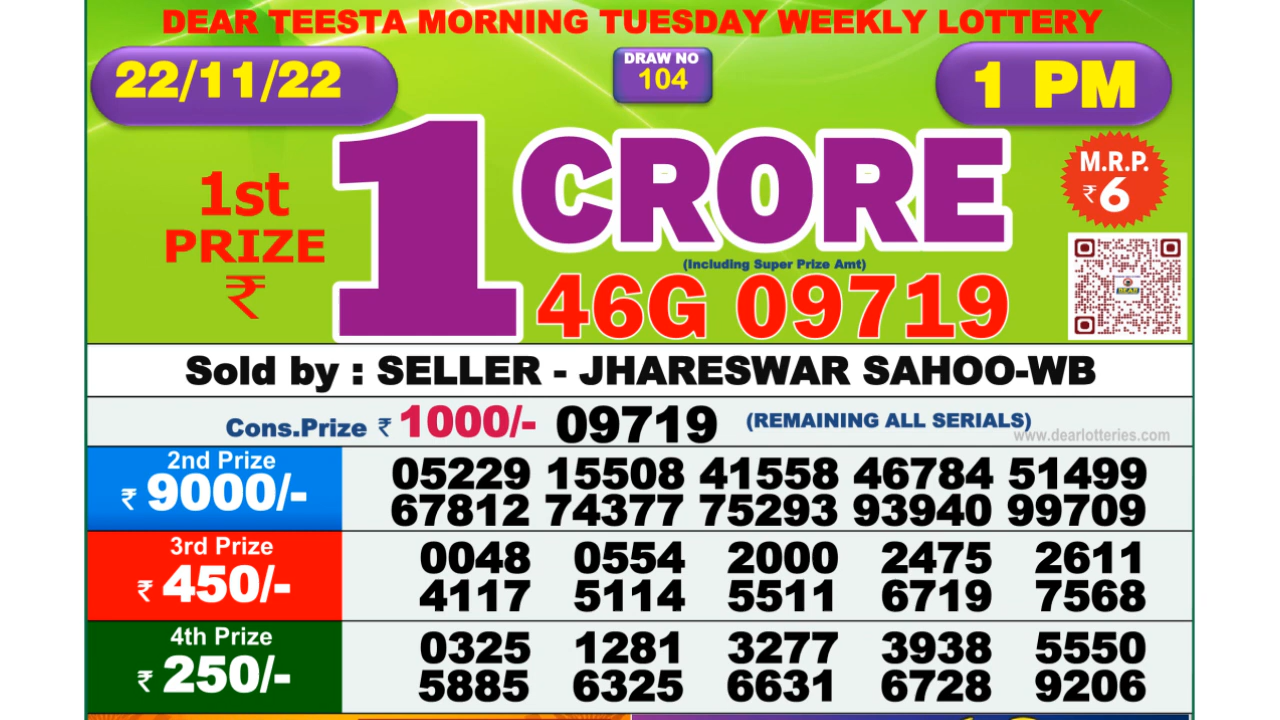 DEAR TEESTA MORNING TUESDAY WEEKLY LOTTERY
22/11/22
DRAW NO
104
1 PM
1st
PRIZE
₹
1 CRORE
(Including Super Prize Amt)
46G 09719
M.R.P.
₹ 6
DEAR
Sold by : SELLER - JHARESWAR SAHOO-WB
Cons.Prize ₹ 1000/- 09719 (REMAINING ALL SERIALS)
www.dearlotteries.com
2nd Prize
₹ 9000/-
05229 15508 41558 46784 51499
67812 74377 75293 93940 99709
3rd Prize
₹ 450/-
0048 0554 2000 2475 2611
4117 5114 5511 6719 7568
4th Prize
₹ 250/-
0325 1281 3277 3938 5550
5885 6325 6631 6728 9206